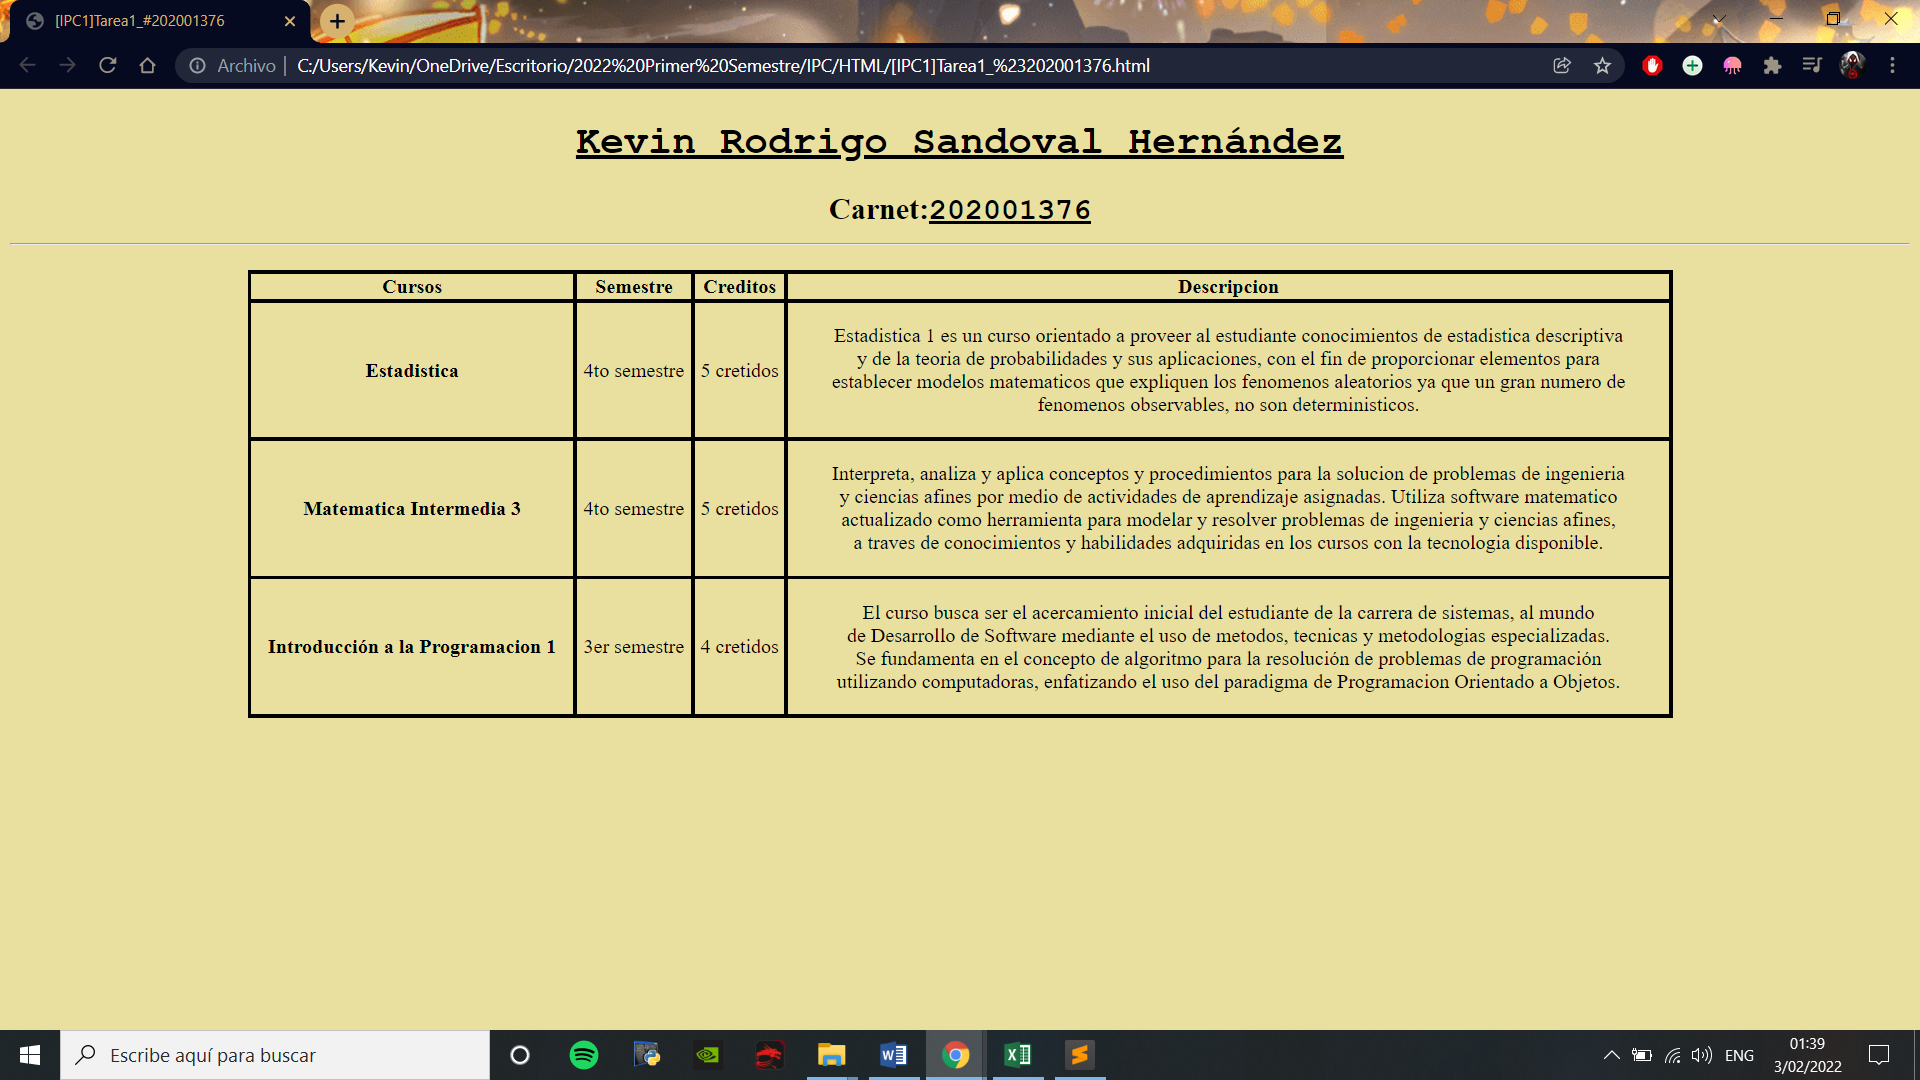 [IPC1]Tarea1_#202001376
Archivo | C:/Users/Kevin/OneDrive/Escritorio/2022%20Primer%20Semestre/IPC/HTML/[IPC1]Tarea1_%23202001376.html
Kevin Rodrigo Sandoval Hernández
Carnet:202001376
Cursos Semestre Creditos Descripcion
Estadistica 4to semestre 5 cretidos
Estadistica 1 es un curso orientado a proveer al estudiante conocimientos de estadistica descriptiva
y de la teoria de probabilidades y sus aplicaciones, con el fin de proporcionar elementos para
establecer modelos matematicos que expliquen los fenomenos aleatorios ya que un gran numero de
fenomenos observables, no son deterministicos.
Matematica Intermedia 3 4to semestre 5 cretidos
Interpreta, analiza y aplica conceptos y procedimientos para la solucion de problemas de ingenieria
y ciencias afines por medio de actividades de aprendizaje asignadas. Utiliza software matematico
actualizado como herramienta para modelar y resolver problemas de ingenieria y ciencias afines,
a traves de conocimientos y habilidades adquiridas en los cursos con la tecnologia disponible.
Introducción a la Programacion 1 3er semestre 4 cretidos
El curso busca ser el acercamiento inicial del estudiante de la carrera de sistemas, al mundo
de Desarrollo de Software mediante el uso de metodos, tecnicas y metodologias especializadas.
Se fundamenta en el concepto de algoritmo para la resolución de problemas de programación
utilizando computadoras, enfatizando el uso del paradigma de Programacion Orientado a Objetos.
Escribe aquí para buscar
ENG
01:39
3/02/2022